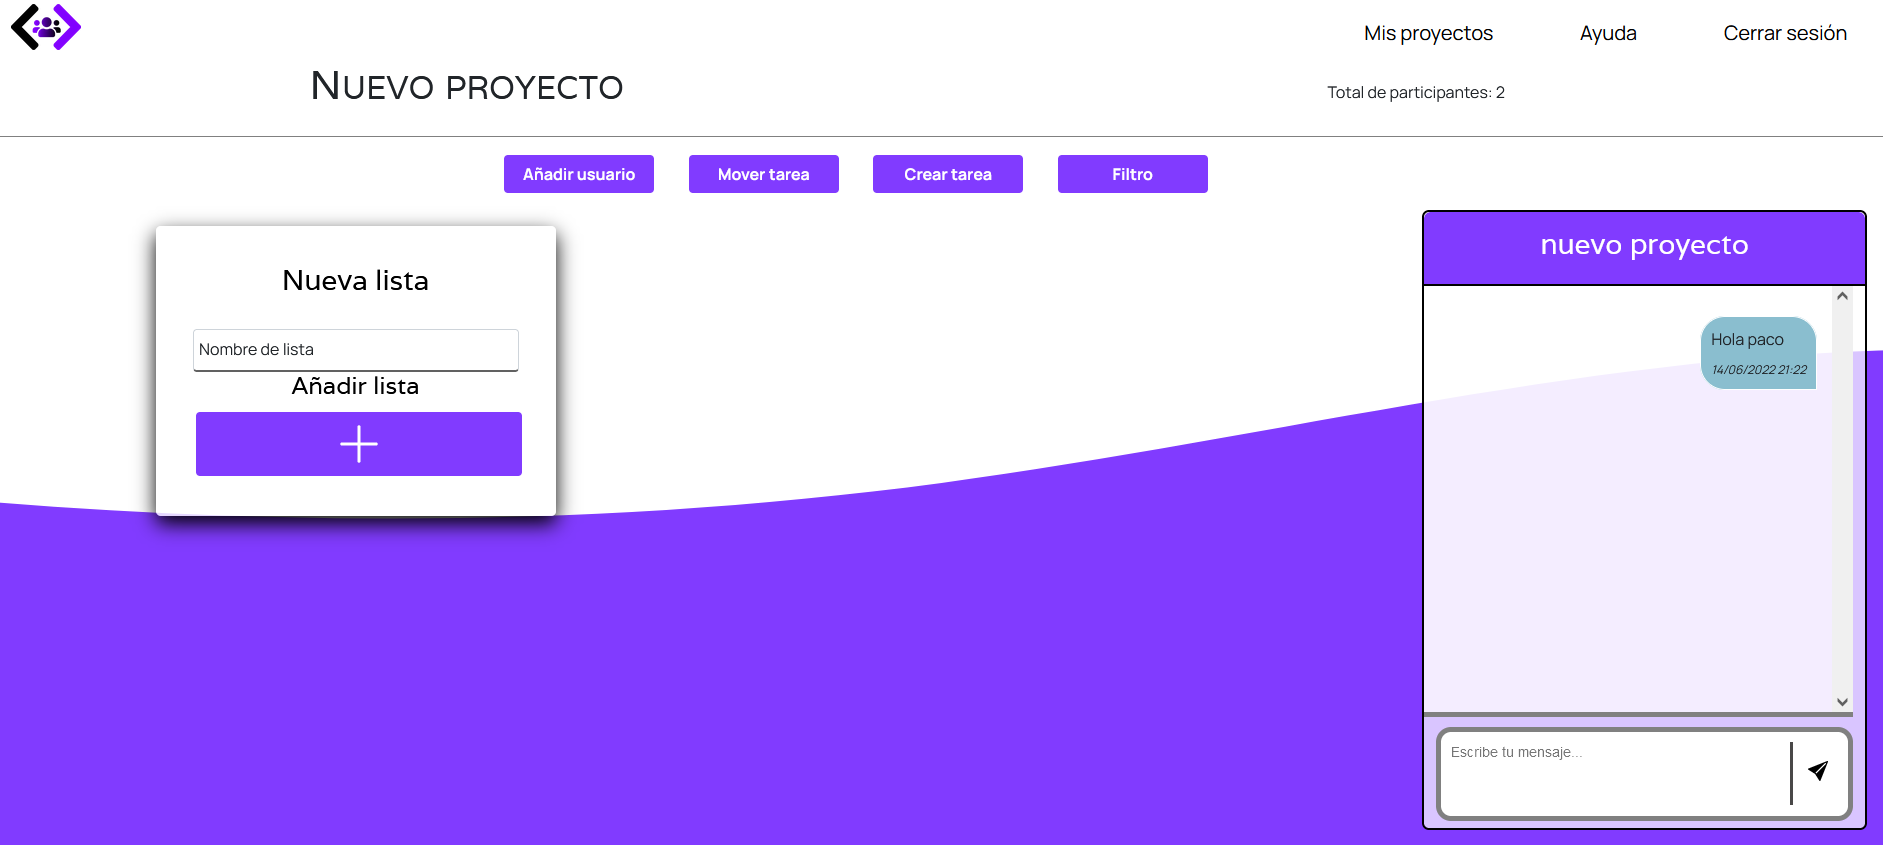 Mis proyectos
Ayuda
Cerrar sesión
Nuevo proyecto
Total de participantes: 2
Añadir usuario
Mover tarea
Crear tarea
Filtro
Nueva lista
Nombre de lista
Añadir lista
nuevo proyecto
Hola paco
14/06/2022 21:22
Escribe tu mensaje...